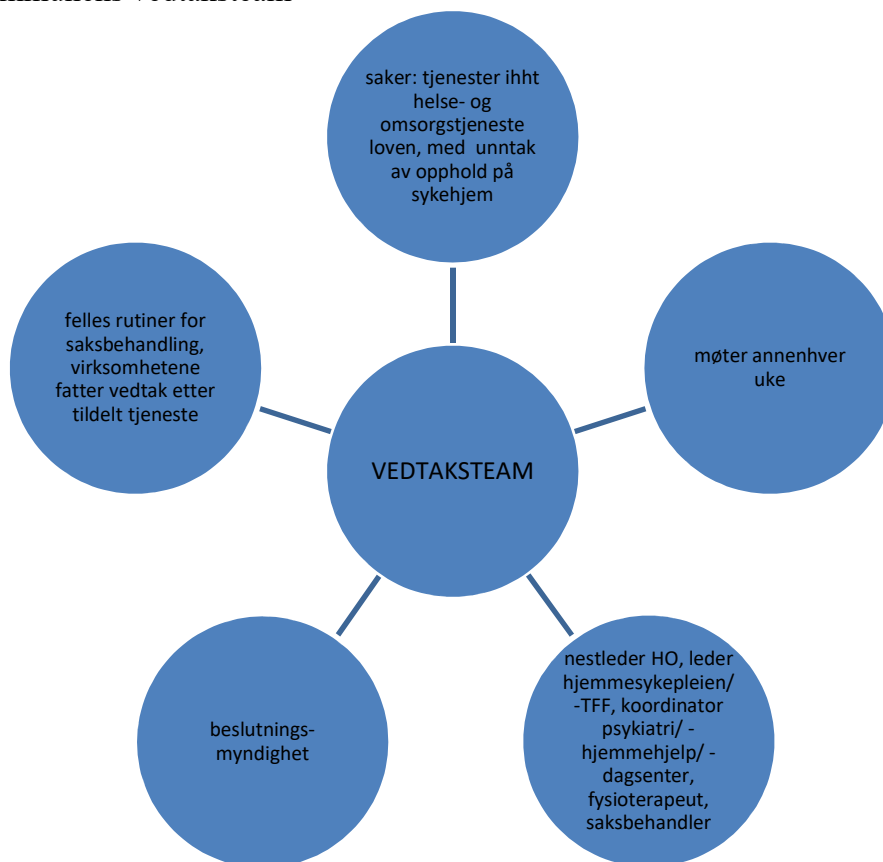 vedtaksteam
saker: tjenester ihht
helse- og
omsorgstjeneste
loven, med unntak
av opphold på
sykehjem
felles rutiner for
saksbehandling,
virksomhetene
fatter vedtak etter
tildelt tjeneste
møter annenhver
uke
VEDTAKSTEAM
beslutnings-
myndighet
nestleder HO, leder
hjemmesykepleien/
-TFF, koordinator
psykiatri/ -
hjemmehjelp/ -
dagsenter,
fysioterapeut,
saksbehandler